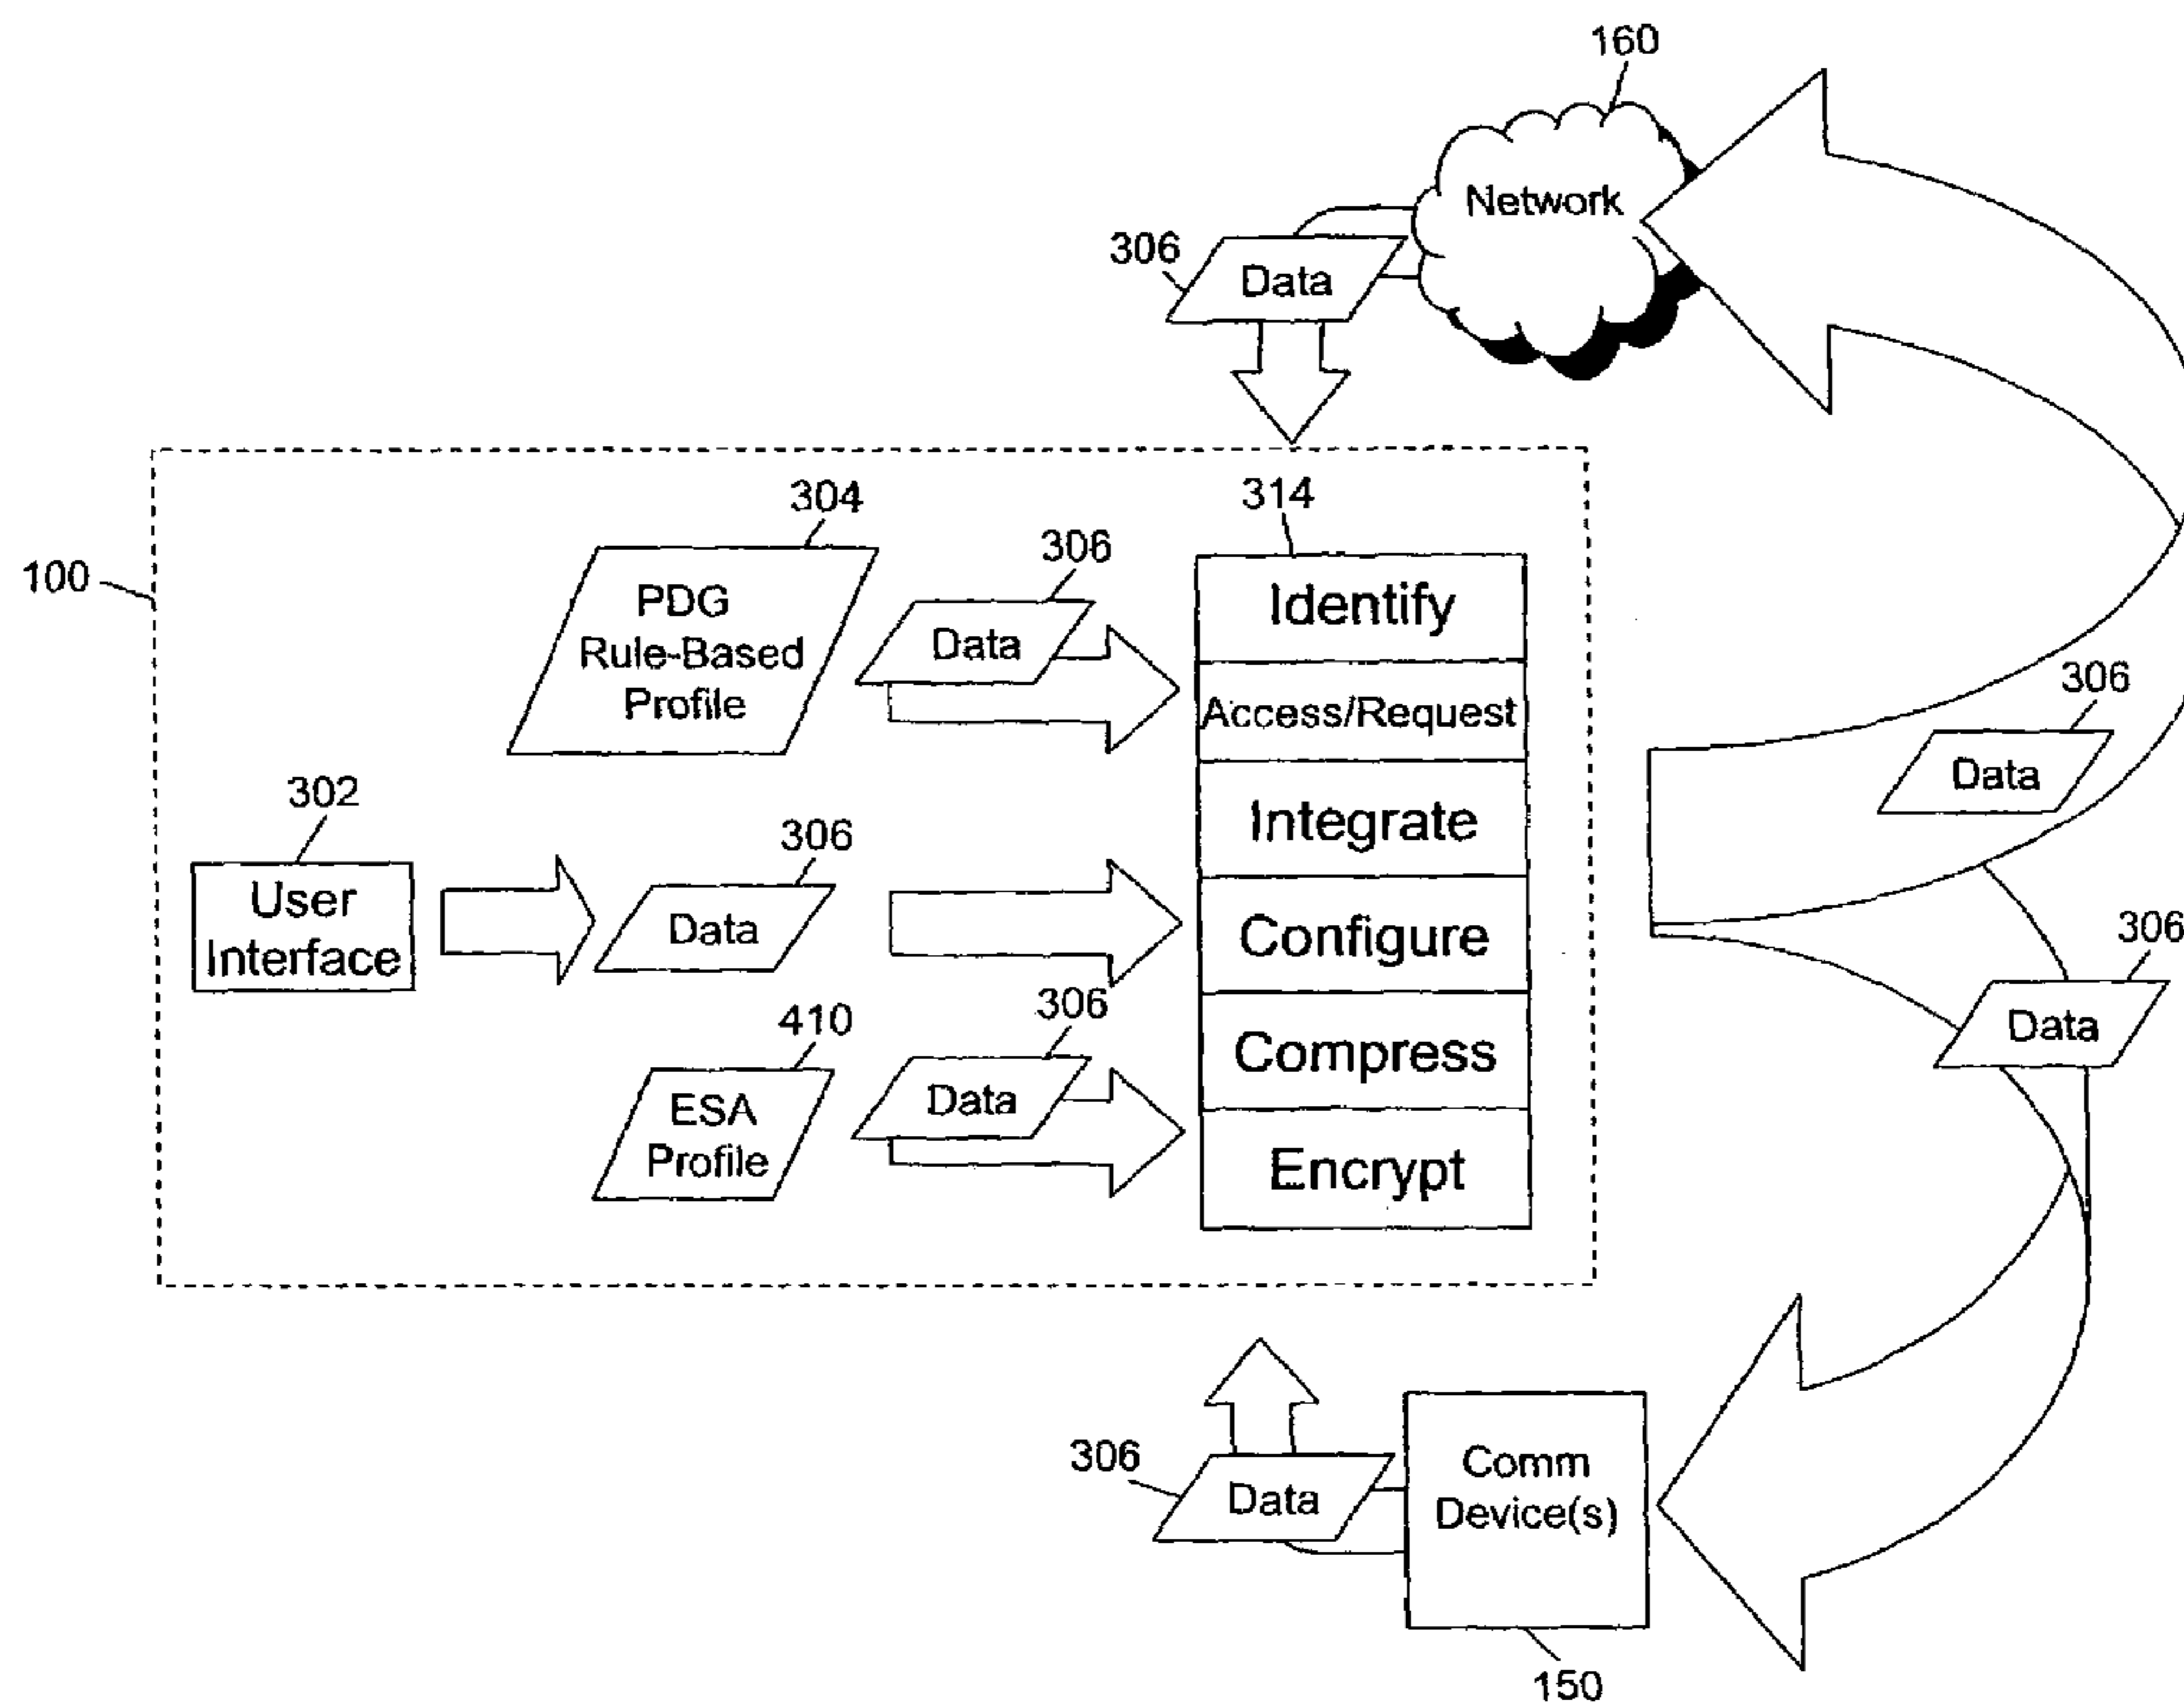 160
Network
306
Data
304
314
306
100
PDG
Rule-Based
Profile
Data
Identify
Access/Request
306
Data
302
306
Integrate
User
Interface
Data
Configure
306
Data
410
306
ESA
Profile
Data
Compress
Encrypt
306
Data
Comm
Device(s)
150